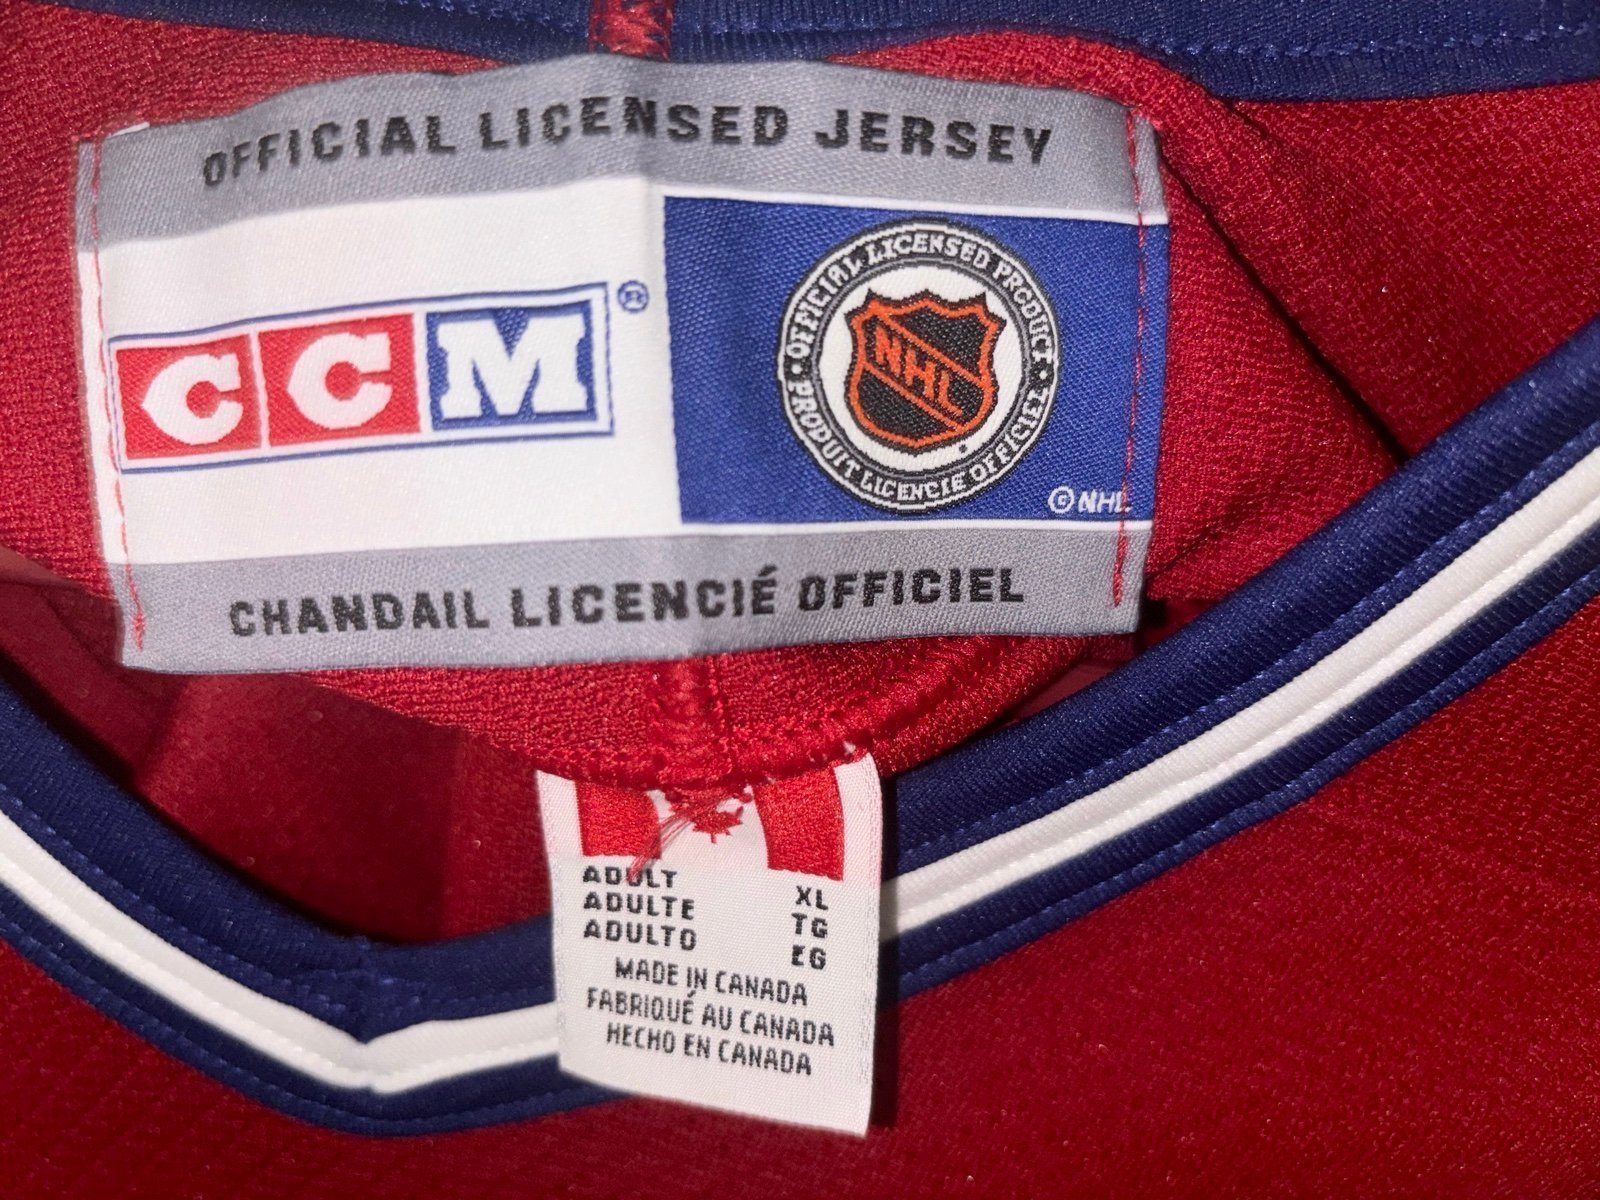 OFFICIAL LICENSED JERSEY
CCM®
OFFICIAL LICENSED PRODUCT
NHL
• PRODUIT LICENCIE OFFICIEL •
© NHL
CHANDAIL LICENCIÉ OFFICIEL
ADULT XL
ADULTE TG
ADULTO EG
MADE IN CANADA
FABRIQUÉ AU CANADA
HECHO EN CANADA